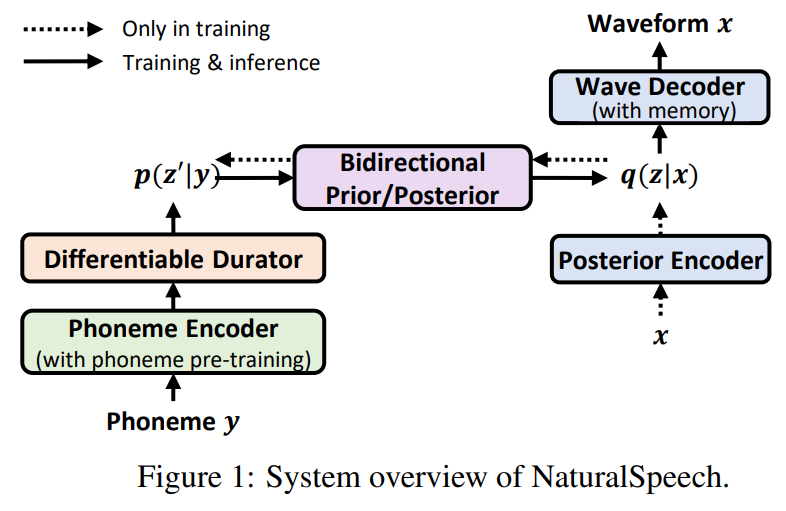 Only in training
Training & inference
Waveform x
Wave Decoder
(with memory)
p(z′|y)
Bidirectional
Prior/Posterior
q(z|x)
Differentiable Durator
Posterior Encoder
Phoneme Encoder
(with phoneme pre-training)
x
Phoneme y
Figure 1: System overview of NaturalSpeech.